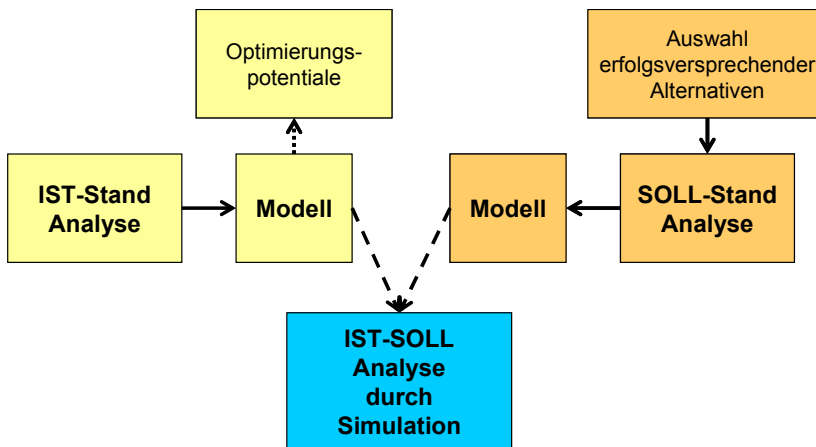 Optimierungs-
potentiale
Auswahl
erfolgsversprechender
Alternativen
IST-Stand
Analyse
Modell
Modell
SOLL-Stand
Analyse
IST-SOLL
Analyse
durch
Simulation